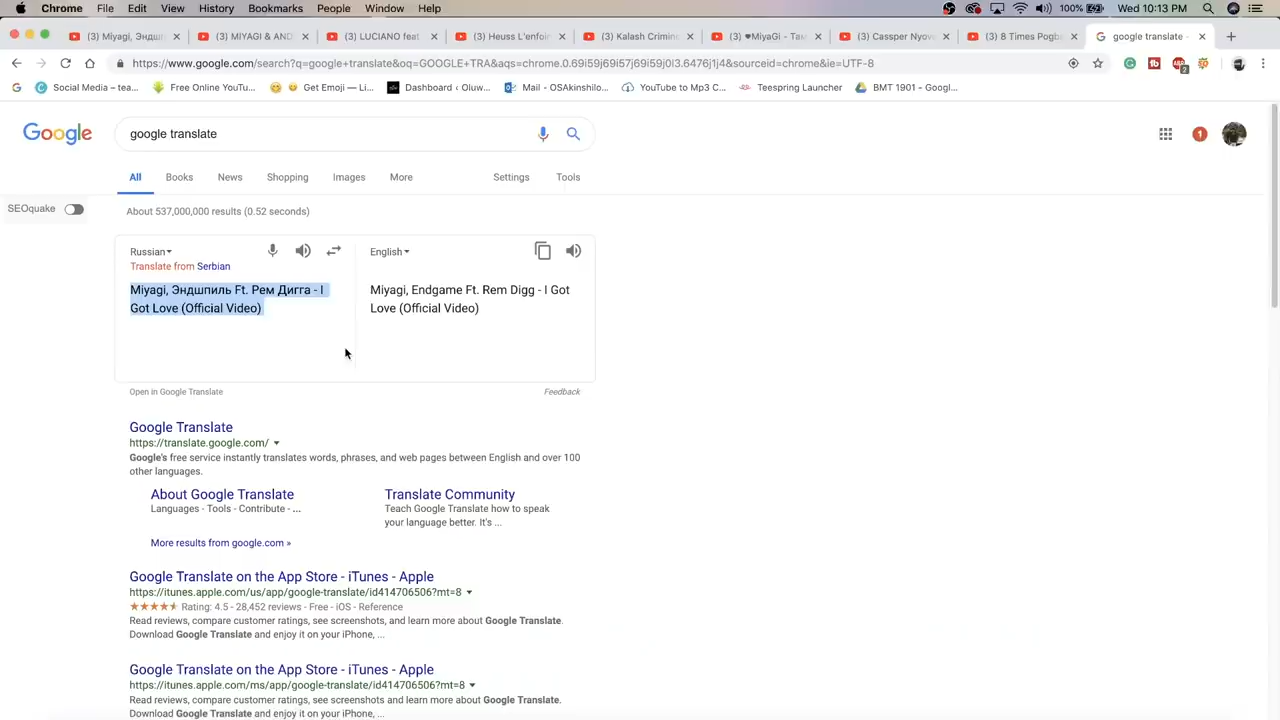 Chrome File Edit View History Bookmarks People Window Help 100% Wed 10:13 PM
(3) Miyagi, Эндш (3) MIYAGI & AND (3) LUCIANO feat (3) Heuss L'enfoi (3) Kalash Crimin (3) ♥MiyaGi - Так (3) Cassper Nyov (3) 8 Times Pogb google translate -
https://www.google.com/search?q=google+translate&oq=GOOGLE+TRA&aqs=chrome.0.69i59j69i57j69i59j0l3.6476j1j4&sourceid=chrome&ie=UTF-8
Social Media – tea... Free Online YouTu... Get Emoji — Li... Dashboard ‹ Oluw... Mail - OSAkinshilo... YouTube to Mp3 C... Teespring Launcher BMT 1901 - Googl...
Google google translate 1
All Books News Shopping Images More Settings Tools
SEOquake
About 537,000,000 results (0.52 seconds)
Russian English
Translate from Serbian
Miyagi, Эндшпиль Ft. Рем Дигга - I
Got Love (Official Video)
Miyagi, Endgame Ft. Rem Digg - I Got
Love (Official Video)
Open in Google Translate Feedback
Google Translate
https://translate.google.com/
Google's free service instantly translates words, phrases, and web pages between English and over 100
other languages.
About Google Translate
Languages - Tools - Contribute - ...
Translate Community
Teach Google Translate how to speak
your language better. It's ...
More results from google.com »
Google Translate on the App Store - iTunes - Apple
https://itunes.apple.com/us/app/google-translate/id414706506?mt=8
Rating: 4.5 - 28,452 reviews - Free - iOS - Reference
Read reviews, compare customer ratings, see screenshots, and learn more about Google Translate.
Download Google Translate and enjoy it on your iPhone, ...
Google Translate on the App Store - iTunes - Apple
https://itunes.apple.com/ms/app/google-translate/id414706506?mt=8
Read reviews, compare customer ratings, see screenshots and learn more about Google Translate.
Download Google Translate and enjoy it on your iPhone, ...